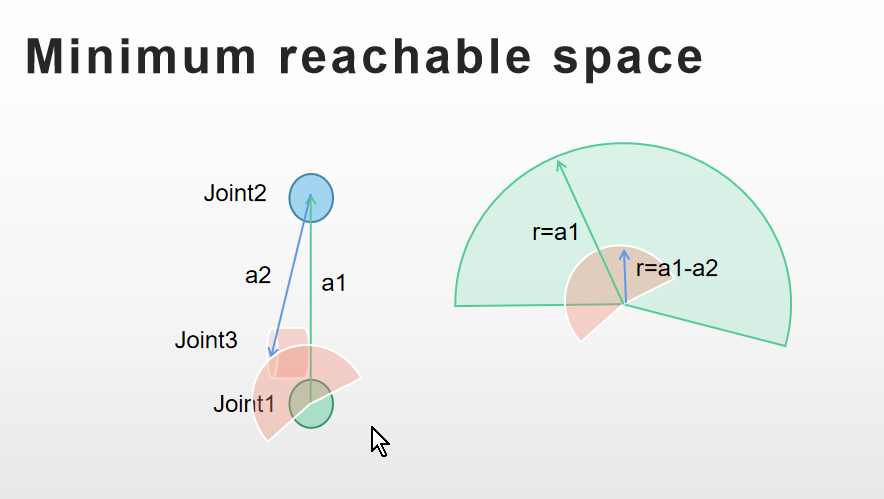 Minimum reachable space
Joint2
a2
a1
Joint3
Joint1
r=a1
r=a1-a2